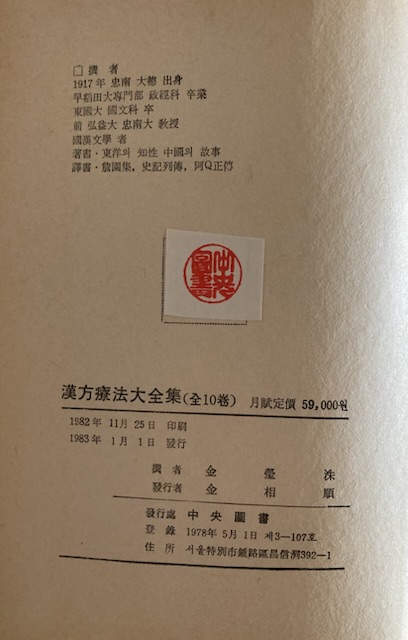 □ 撰 者
1917年 忠南 大德 出身
早稻田大專門部 政經科 卒業
東國大 國文科 卒
前 弘益大 忠南大 敎授
國漢文學 者
著書·東洋의 知性 中國의 故事
譯書·詹園集, 史記列傳, 阿Q正傳
中央圖書
漢方療法大全集(全10卷) 月賦定價 59,000원
1982年 11月 25日 印刷
1983年 1月 1日 發行
撰者 金瑩洙
發行者 金相順
發行處 中央圖書
登錄 1978年 5月 1日 제3—107호
住所 서울特別市鍾路區昌信洞392—1